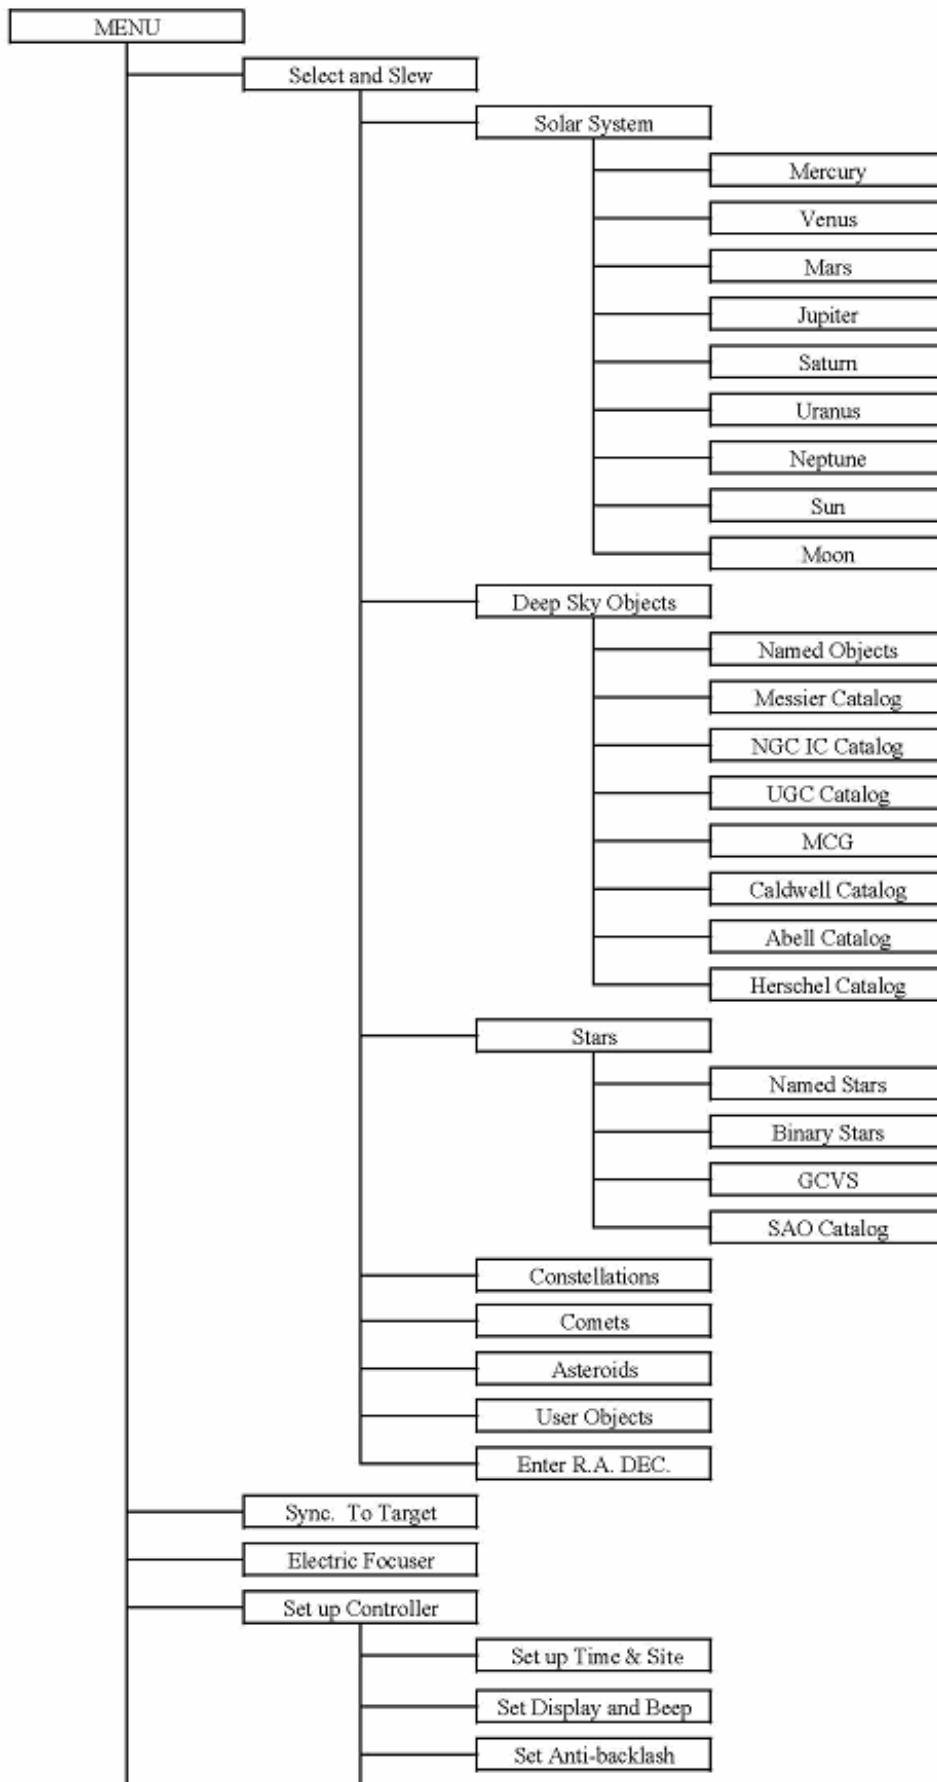 MENU
Select and Slew
Solar System
Mercury
Venus
Mars
Jupiter
Saturn
Uranus
Neptune
Sun
Moon
Deep Sky Objects
Named Objects
Messier Catalog
NGC IC Catalog
UGC Catalog
MCG
Caldwell Catalog
Abell Catalog
Herschel Catalog
Stars
Named Stars
Binary Stars
GCVS
SAO Catalog
Constellations
Comets
Asteroids
User Objects
Enter R.A. DEC.
Sync. To Target
Electric Focuser
Set up Controller
Set up Time & Site
Set Display and Beep
Set Anti-backlash